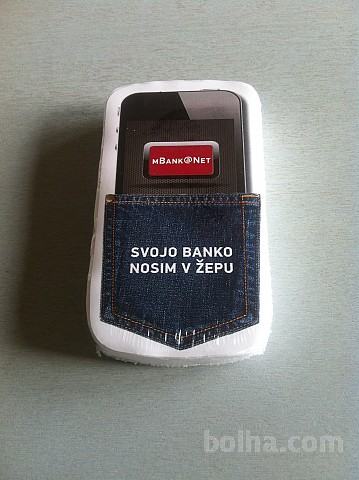 mBANK@NET
SVOJO BANKO
NOSIM V ŽEPU
bolha.com